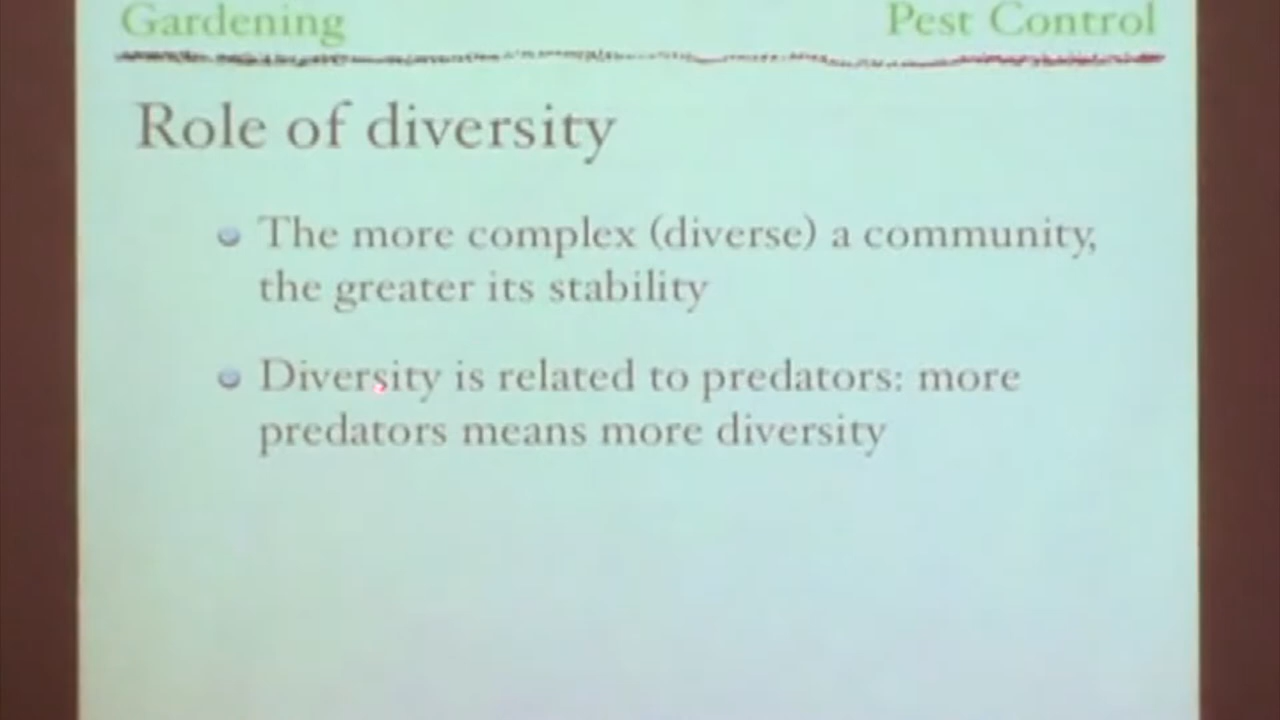 Gardening Pest Control
Role of diversity
The more complex (diverse) a community,
the greater its stability
Diversity is related to predators: more
predators means more diversity